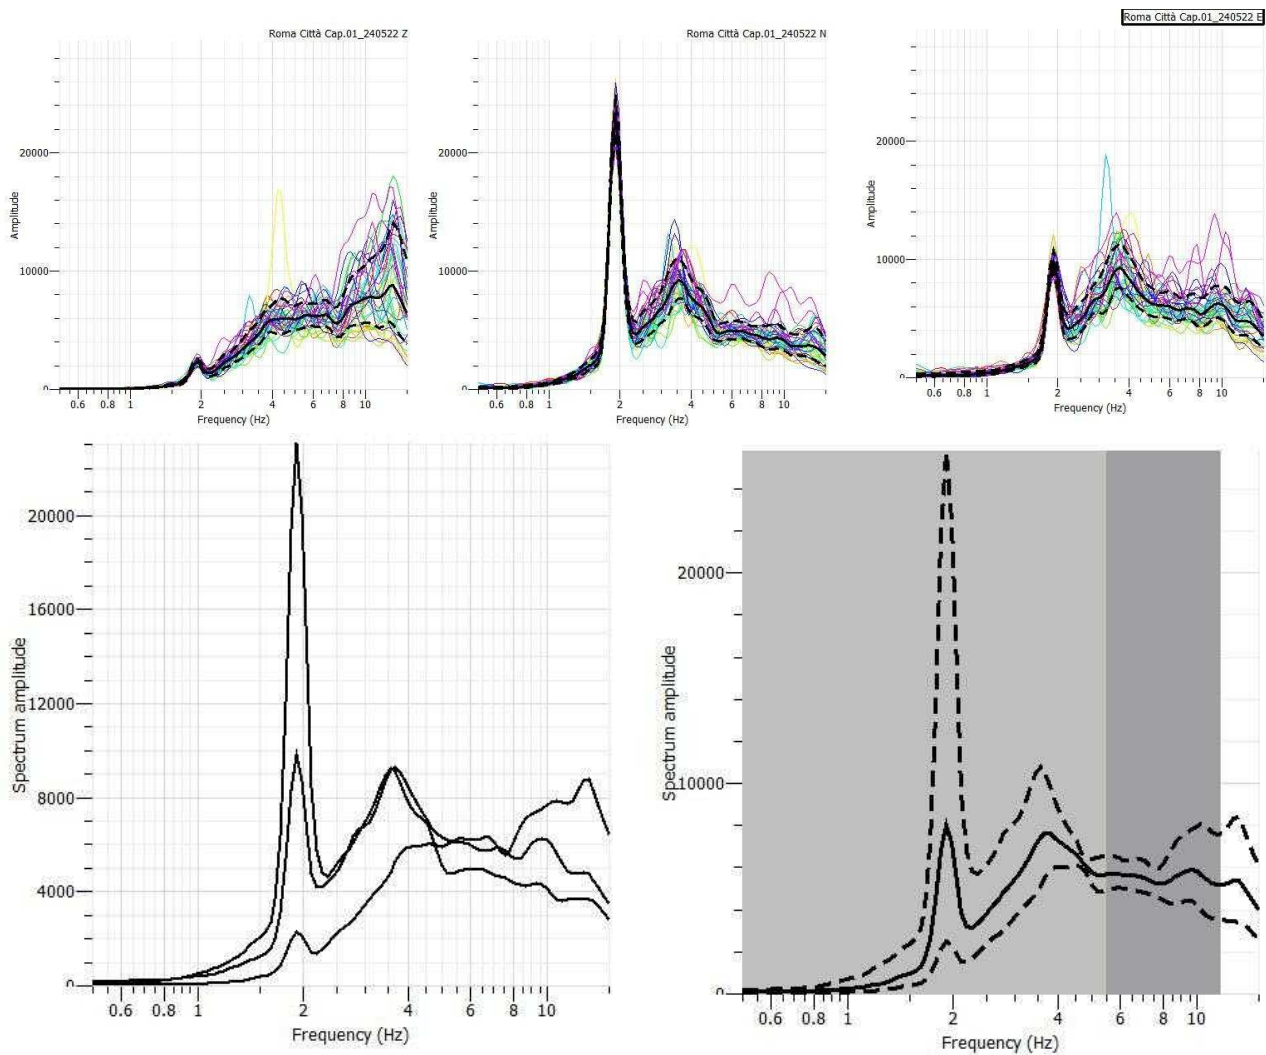 Roma Città Cap.01_240522 Z
20000
10000
0
Amplitude
0.6 0.8 1 2 4 6 8 10
Frequency (Hz)
Roma Città Cap.01_240522 N
20000
10000
0
Amplitude
0.6 0.8 1 2 4 6 8 10
Frequency (Hz)
Roma Città Cap.01_240522 E
20000
10000
0
Amplitude
0.6 0.8 1 2 4 6 8 10
Frequency (Hz)
20000
16000
12000
8000
4000
0
Spectrum amplitude
0.6 0.8 1 2 4 6 8 10
Frequency (Hz)
20000
10000
0
Spectrum amplitude
0.6 0.8 1 2 4 6 8 10
Frequency (Hz)